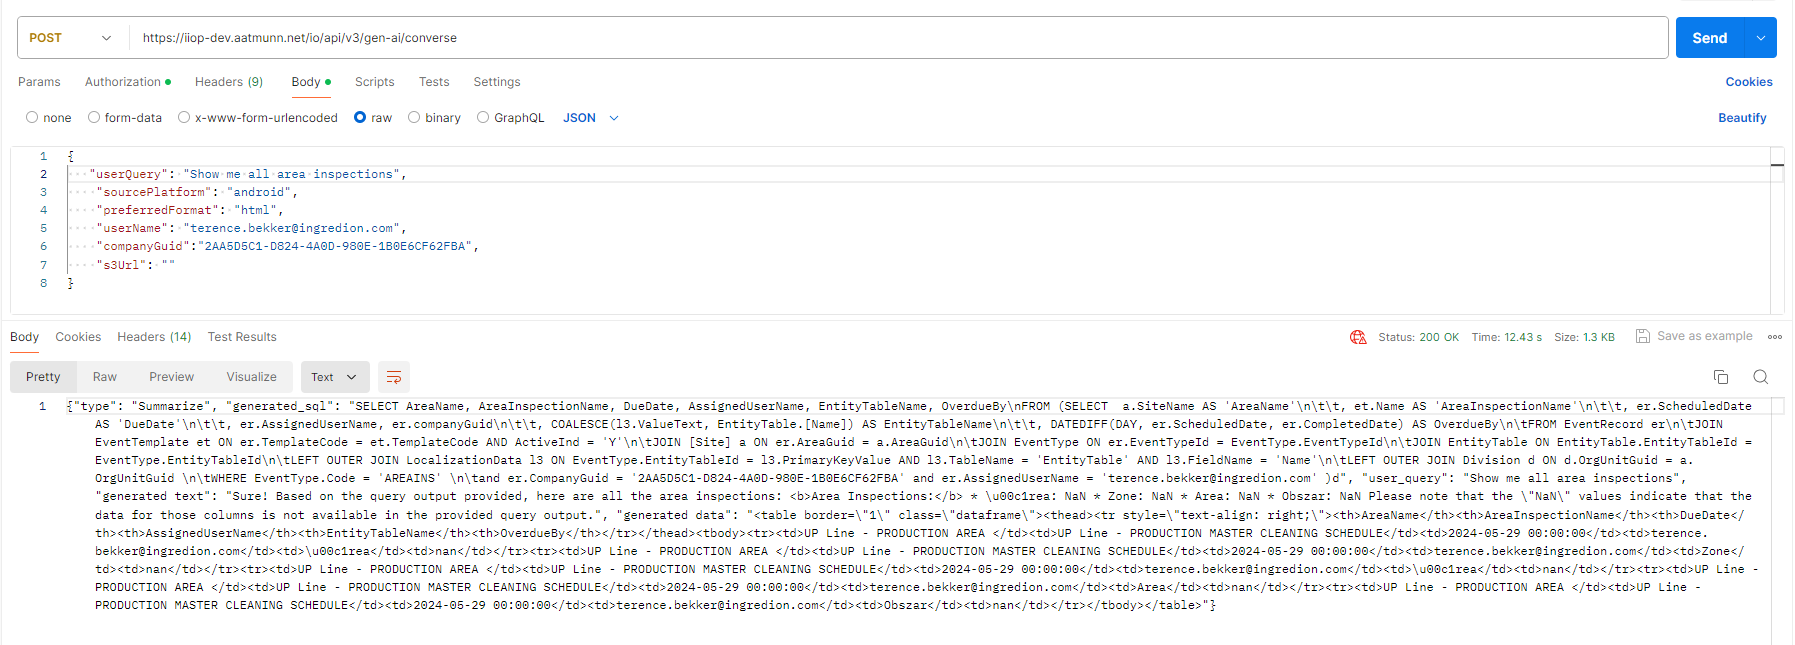 POST https://iiop-dev.aatmunn.net/io/api/v3/gen-ai/converse Send
Params Authorization Headers (9) Body Scripts Tests Settings Cookies
none form-data x-www-form-urlencoded raw binary GraphQL JSON Beautify
1 {
2 "userQuery": "Show me all area inspections",
3 "sourcePlatform": "android",
4 "preferredFormat": "html",
5 "userName": "terence.bekker@ingredion.com",
6 "companyGuid":"2AA5D5C1-D824-4A0D-980E-1B0E6CF62FBA",
7 "s3Url": ""
8 }
Body Cookies Headers (14) Test Results Status: 200 OK Time: 12.43 s Size: 1.3 KB Save as example
Pretty Raw Preview Visualize Text
1 {"type": "Summarize", "generated_sql": "SELECT AreaName, AreaInspectionName, DueDate, AssignedUserName, EntityTableName, OverdueBy\nFROM (SELECT  a.SiteName AS 'AreaName'\n\t\t, et.Name AS 'AreaInspectionName'\n\t\t, er.ScheduledDate
AS 'DueDate'\n\t\t, er.AssignedUserName, er.companyGuid\n\t\t, COALESCE(l3.ValueText, EntityTable.[Name]) AS EntityTableName\n\t\t, DATEDIFF(DAY, er.ScheduledDate, er.CompletedDate) AS OverdueBy\n\tFROM EventRecord er\n\tJOIN
EventTemplate et ON er.TemplateCode = et.TemplateCode AND ActiveInd = 'Y'\n\tJOIN [Site] a ON er.AreaGuid = a.AreaGuid\n\tJOIN EventType ON er.EventTypeId = EventType.EventTypeId\n\tJOIN EntityTable ON EntityTable.EntityTableId =
EventType.EntityTableId\n\tLEFT OUTER JOIN LocalizationData l3 ON EventType.EntityTableId = l3.PrimaryKeyValue AND l3.TableName = 'EntityTable' AND l3.FieldName = 'Name'\n\tLEFT OUTER JOIN Division d ON d.OrgUnitGuid = a.
OrgUnitGuid \n\tWHERE EventType.Code = 'AREAINS' \n\tand er.CompanyGuid = '2AA5D5C1-D824-4A0D-980E-1B0E6CF62FBA' and er.AssignedUserName = 'terence.bekker@ingredion.com' )d", "user_query": "Show me all area inspections",
"generated text": "Sure! Based on the query output provided, here are all the area inspections: <b>Area Inspections:</b> * \u00c1rea: NaN * Zone: NaN * Area: NaN * Obszar: NaN Please note that the \"NaN\" values indicate that the
data for those columns is not available in the provided query output.", "generated data": "<table border=\"1\" class=\"dataframe\"><thead><tr style=\"text-align: right;\"><th>AreaName</th><th>AreaInspectionName</th><th>DueDate</
th><th>AssignedUserName</th><th>EntityTableName</th><th>OverdueBy</th></tr></thead><tbody><tr><td>UP Line - PRODUCTION AREA </td><td>UP Line - PRODUCTION MASTER CLEANING SCHEDULE</td><td>2024-05-29 00:00:00</td><td>terence.
bekker@ingredion.com</td><td>\u00c1rea</td><td>nan</td></tr><tr><td>UP Line - PRODUCTION AREA </td><td>UP Line - PRODUCTION MASTER CLEANING SCHEDULE</td><td>2024-05-29 00:00:00</td><td>terence.bekker@ingredion.com</td><td>Zone</
td><td>nan</td></tr><tr><td>UP Line - PRODUCTION AREA </td><td>UP Line - PRODUCTION MASTER CLEANING SCHEDULE</td><td>2024-05-29 00:00:00</td><td>terence.bekker@ingredion.com</td><td>\u00c1rea</td><td>nan</td></tr><tr><td>UP Line -
PRODUCTION AREA </td><td>UP Line - PRODUCTION MASTER CLEANING SCHEDULE</td><td>2024-05-29 00:00:00</td><td>terence.bekker@ingredion.com</td><td>Area</td><td>nan</td></tr><tr><td>UP Line - PRODUCTION AREA </td><td>UP Line -
PRODUCTION MASTER CLEANING SCHEDULE</td><td>2024-05-29 00:00:00</td><td>terence.bekker@ingredion.com</td><td>Obszar</td><td>nan</td></tr></tbody></table>"}